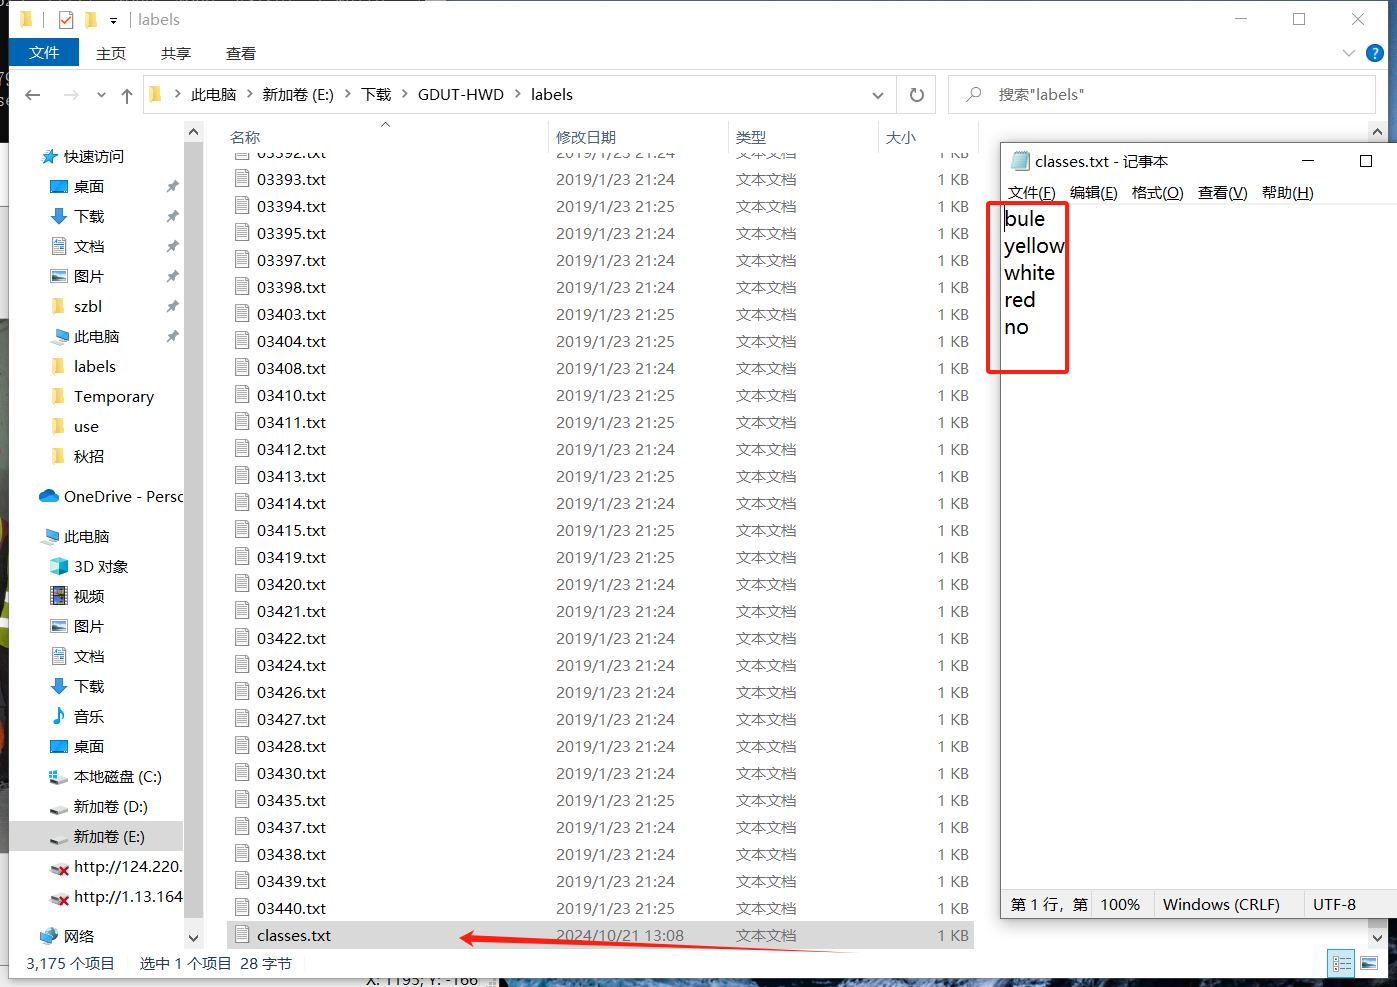 labels
文件 主页 共享 查看
此电脑 新加卷 (E:) 下载 GDUT-HWD labels
搜索"labels"
名称 修改日期 类型 大小
快速访问
桌面
下载
文档
图片
szbl
此电脑
labels
Temporary
use
秋招
OneDrive - Persc
此电脑
3D 对象
视频
图片
文档
下载
音乐
桌面
本地磁盘 (C:)
新加卷 (D:)
新加卷 (E:)
http://124.220.
http://1.13.164
网络
03392.txt 2019/1/23 21:24 文本文档 1 KB
03393.txt 2019/1/23 21:24 文本文档 1 KB
03394.txt 2019/1/23 21:25 文本文档 1 KB
03395.txt 2019/1/23 21:24 文本文档 1 KB
03397.txt 2019/1/23 21:24 文本文档 1 KB
03398.txt 2019/1/23 21:24 文本文档 1 KB
03403.txt 2019/1/23 21:25 文本文档 1 KB
03404.txt 2019/1/23 21:24 文本文档 1 KB
03408.txt 2019/1/23 21:24 文本文档 1 KB
03410.txt 2019/1/23 21:25 文本文档 1 KB
03411.txt 2019/1/23 21:25 文本文档 1 KB
03412.txt 2019/1/23 21:24 文本文档 1 KB
03413.txt 2019/1/23 21:25 文本文档 1 KB
03414.txt 2019/1/23 21:24 文本文档 1 KB
03415.txt 2019/1/23 21:25 文本文档 1 KB
03419.txt 2019/1/23 21:25 文本文档 1 KB
03420.txt 2019/1/23 21:24 文本文档 1 KB
03421.txt 2019/1/23 21:24 文本文档 1 KB
03422.txt 2019/1/23 21:24 文本文档 1 KB
03424.txt 2019/1/23 21:24 文本文档 1 KB
03426.txt 2019/1/23 21:24 文本文档 1 KB
03427.txt 2019/1/23 21:24 文本文档 1 KB
03428.txt 2019/1/23 21:24 文本文档 1 KB
03430.txt 2019/1/23 21:24 文本文档 1 KB
03435.txt 2019/1/23 21:25 文本文档 1 KB
03437.txt 2019/1/23 21:24 文本文档 1 KB
03438.txt 2019/1/23 21:24 文本文档 1 KB
03439.txt 2019/1/23 21:24 文本文档 1 KB
03440.txt 2019/1/23 21:25 文本文档 1 KB
classes.txt 2024/10/21 13:08 文本文档 1 KB
3,175 个项目 选中 1 个项目 28 字节
classes.txt - 记事本
文件(F) 编辑(E) 格式(O) 查看(V) 帮助(H)
bule
yellow
white
red
no
第 1 行，第 100% Windows (CRLF) UTF-8
X: 1195; Y: -166